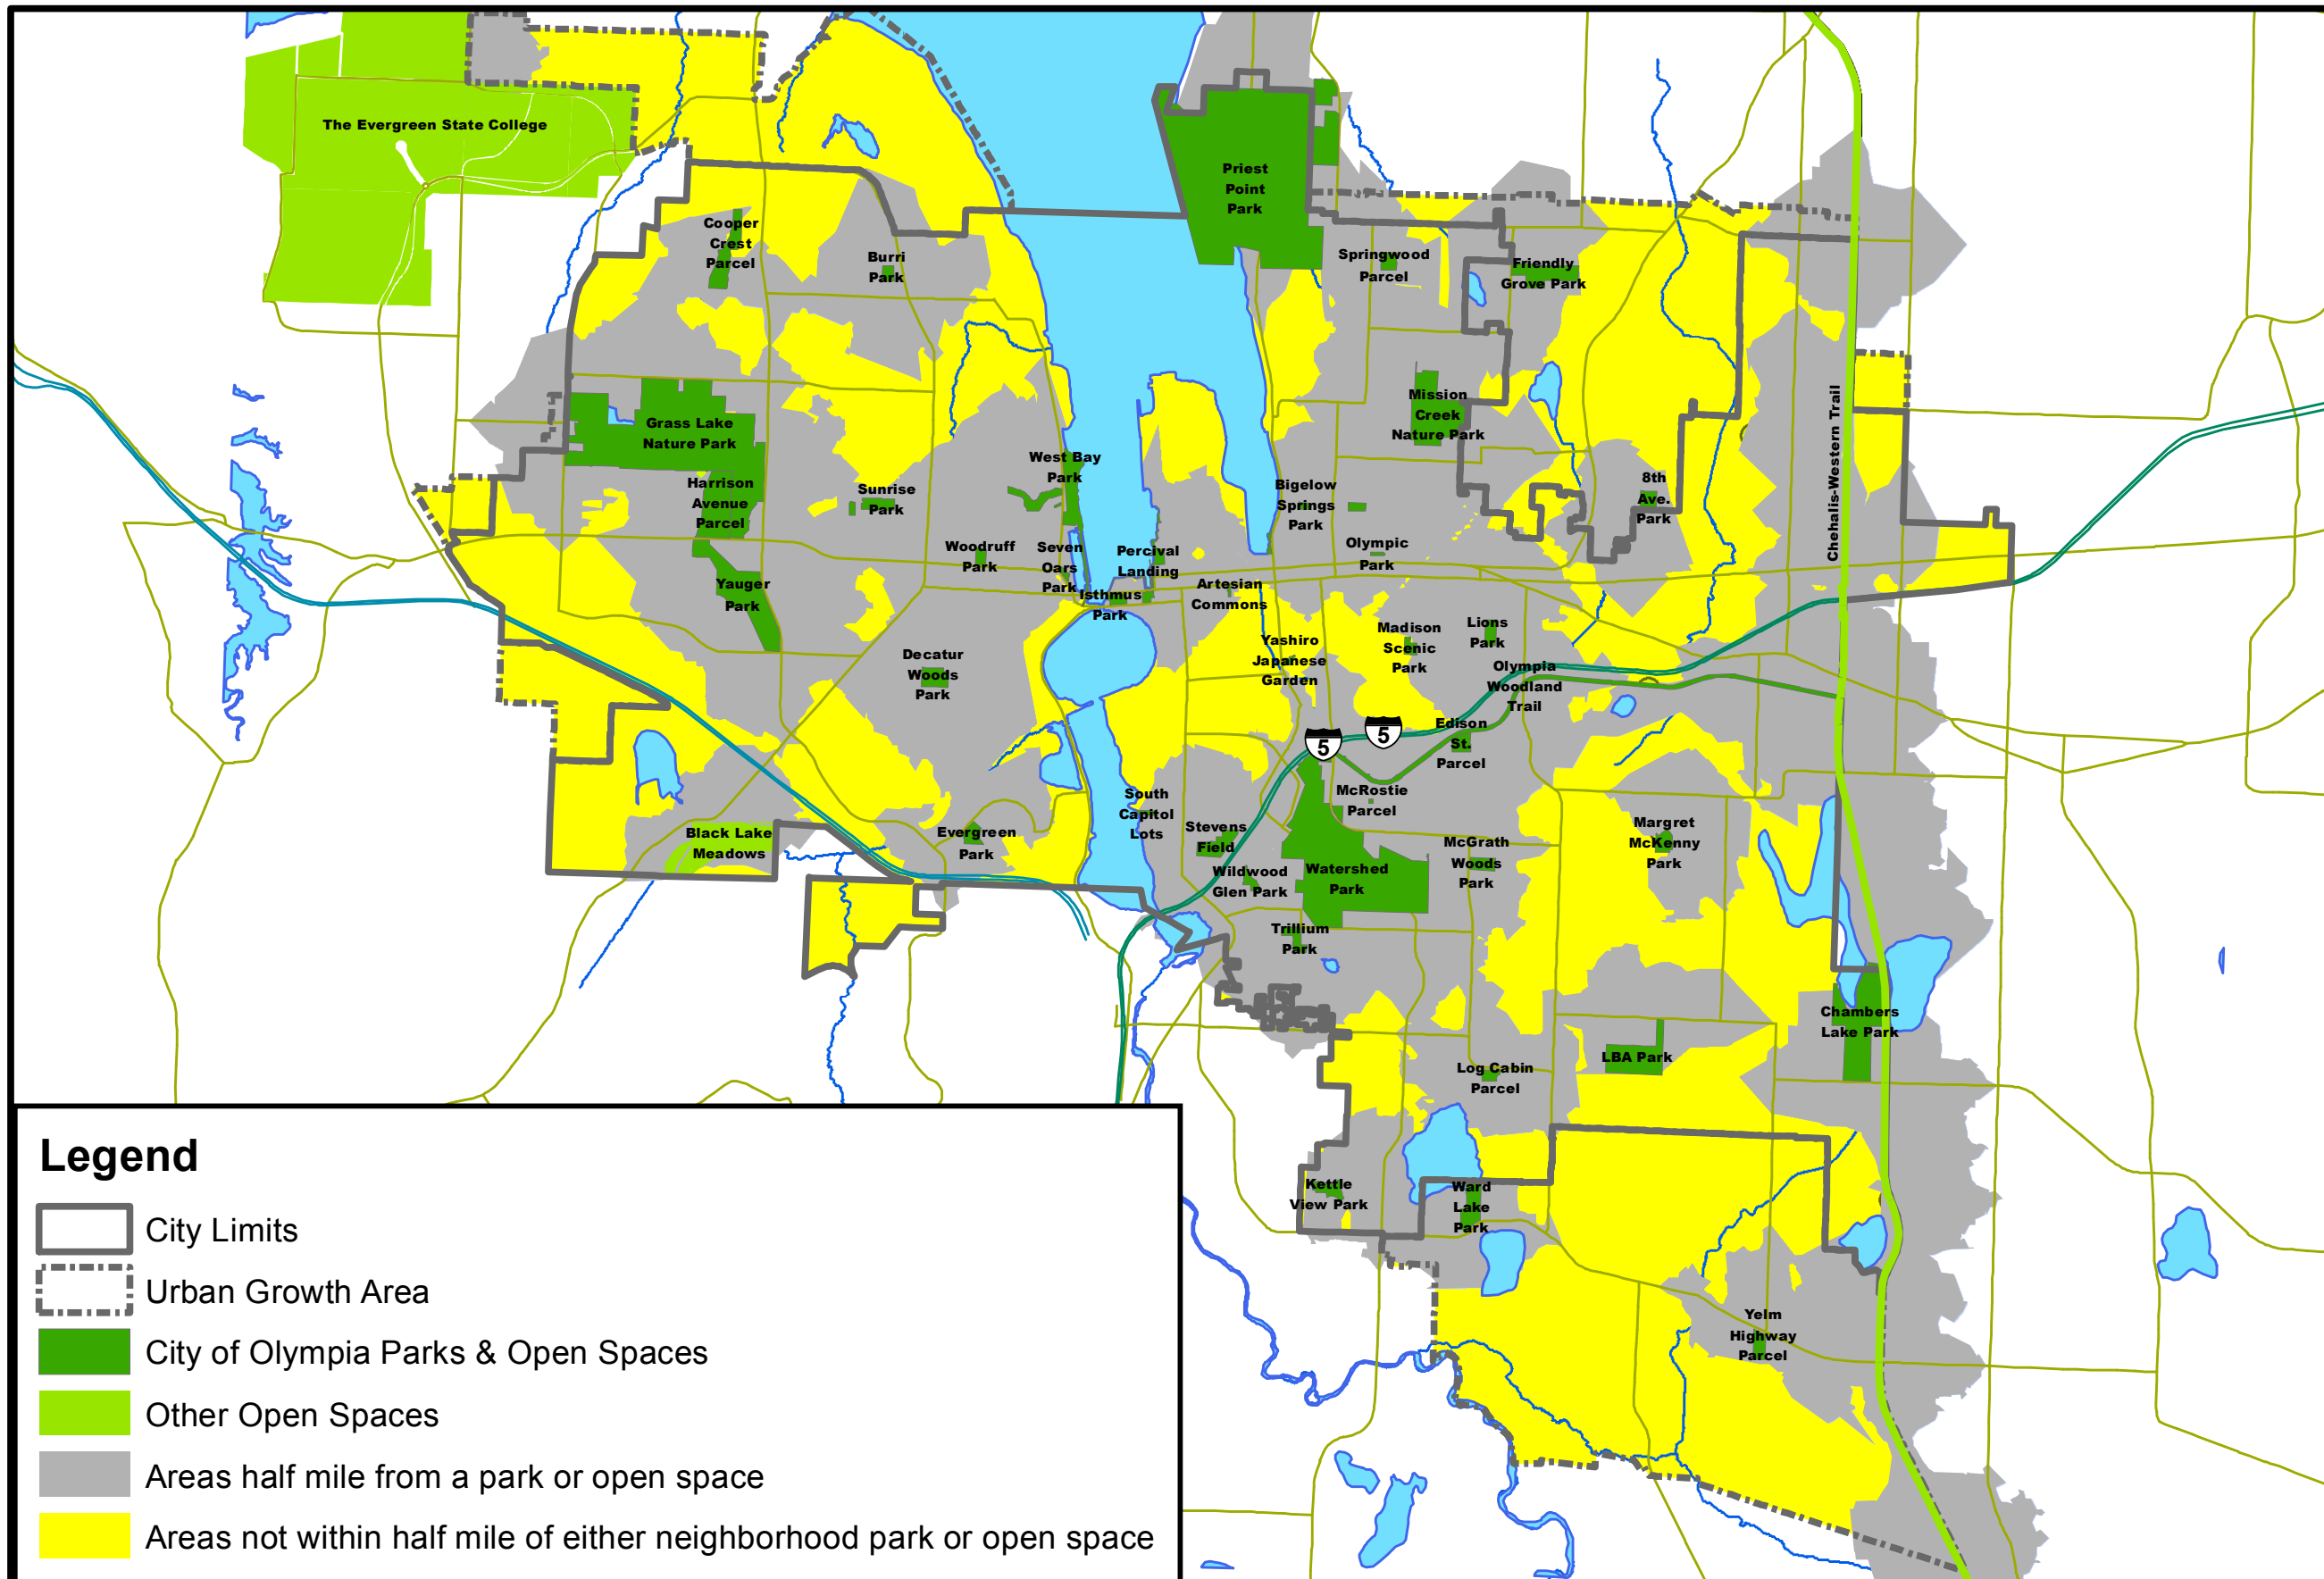 The Evergreen State College
Priest
Point
Park
Cooper
Crest
Parcel
Burri
Park
Springwood
Parcel
Friendly
Grove Park
Grass Lake
Nature Park
Mission
Creek
Nature Park
Chehalis-Western Trail
West Bay
Park
Harrison
Avenue
Parcel
Sunrise
Park
Bigelow
Springs
Park
8th
Ave.
Park
Woodruff
Park
Seven
Oars
Park
Percival
Landing
Olympic
Park
Yauger
Park
Isthmus
Park
Artesian
Commons
Decatur
Woods
Park
Yashiro
Japanese
Garden
Madison
Scenic
Park
Lions
Park
Olympia
Woodland
Trail
5
5
Edison
St.
Parcel
South
Capitol
Lots
McRostie
Parcel
Black Lake
Meadows
Evergreen
Park
Stevens
Field
Margret
McKenny
Park
McGrath
Woods
Park
Wildwood
Glen Park
Watershed
Park
Trillium
Park
Chambers
Lake Park
LBA Park
Log Cabin
Parcel
Kettle
View Park
Ward
Lake
Park
Yelm
Highway
Parcel
Legend
City Limits
Urban Growth Area
City of Olympia Parks & Open Spaces
Other Open Spaces
Areas half mile from a park or open space
Areas not within half mile of either neighborhood park or open space